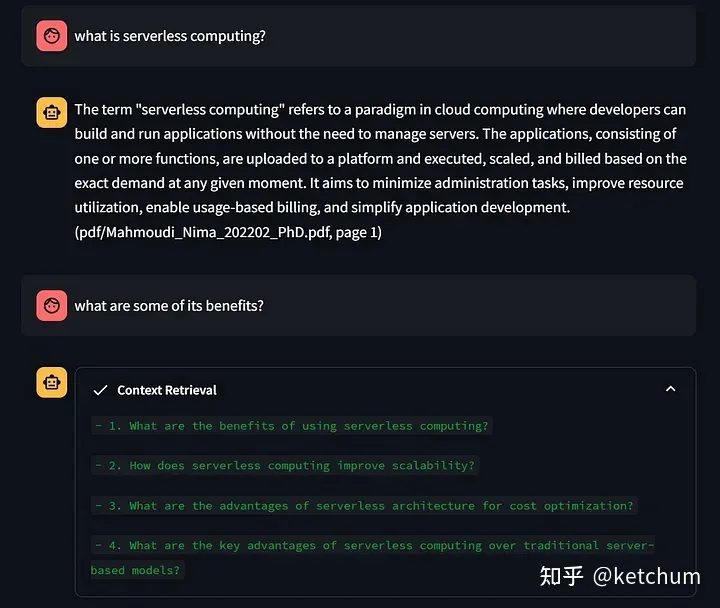 what is serverless computing?
The term "serverless computing" refers to a paradigm in cloud computing where developers can
build and run applications without the need to manage servers. The applications, consisting of
one or more functions, are uploaded to a platform and executed, scaled, and billed based on the
exact demand at any given moment. It aims to minimize administration tasks, improve resource
utilization, enable usage-based billing, and simplify application development.
(pdf/Mahmoudi_Nima_202202_PhD.pdf, page 1)
what are some of its benefits?
Context Retrieval
- 1. What are the benefits of using serverless computing?
- 2. How does serverless computing improve scalability?
- 3. What are the advantages of serverless architecture for cost optimization?
- 4. What are the key advantages of serverless computing over traditional server-
based models?
知乎 @ketchum